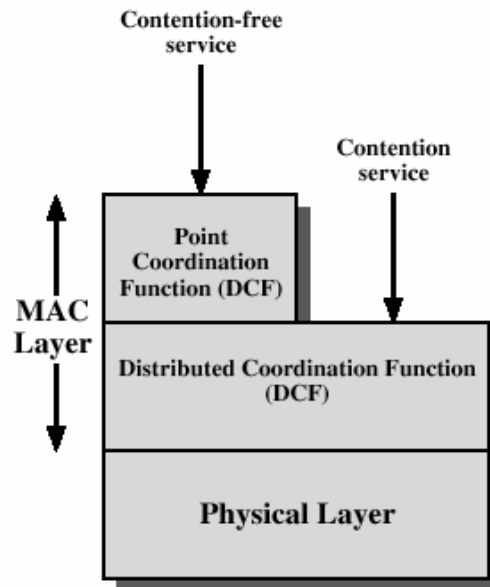 Contention-free
service
Contention
service
Point
Coordination
Function (DCF)
MAC
Layer
Distributed Coordination Function
(DCF)
Physical Layer